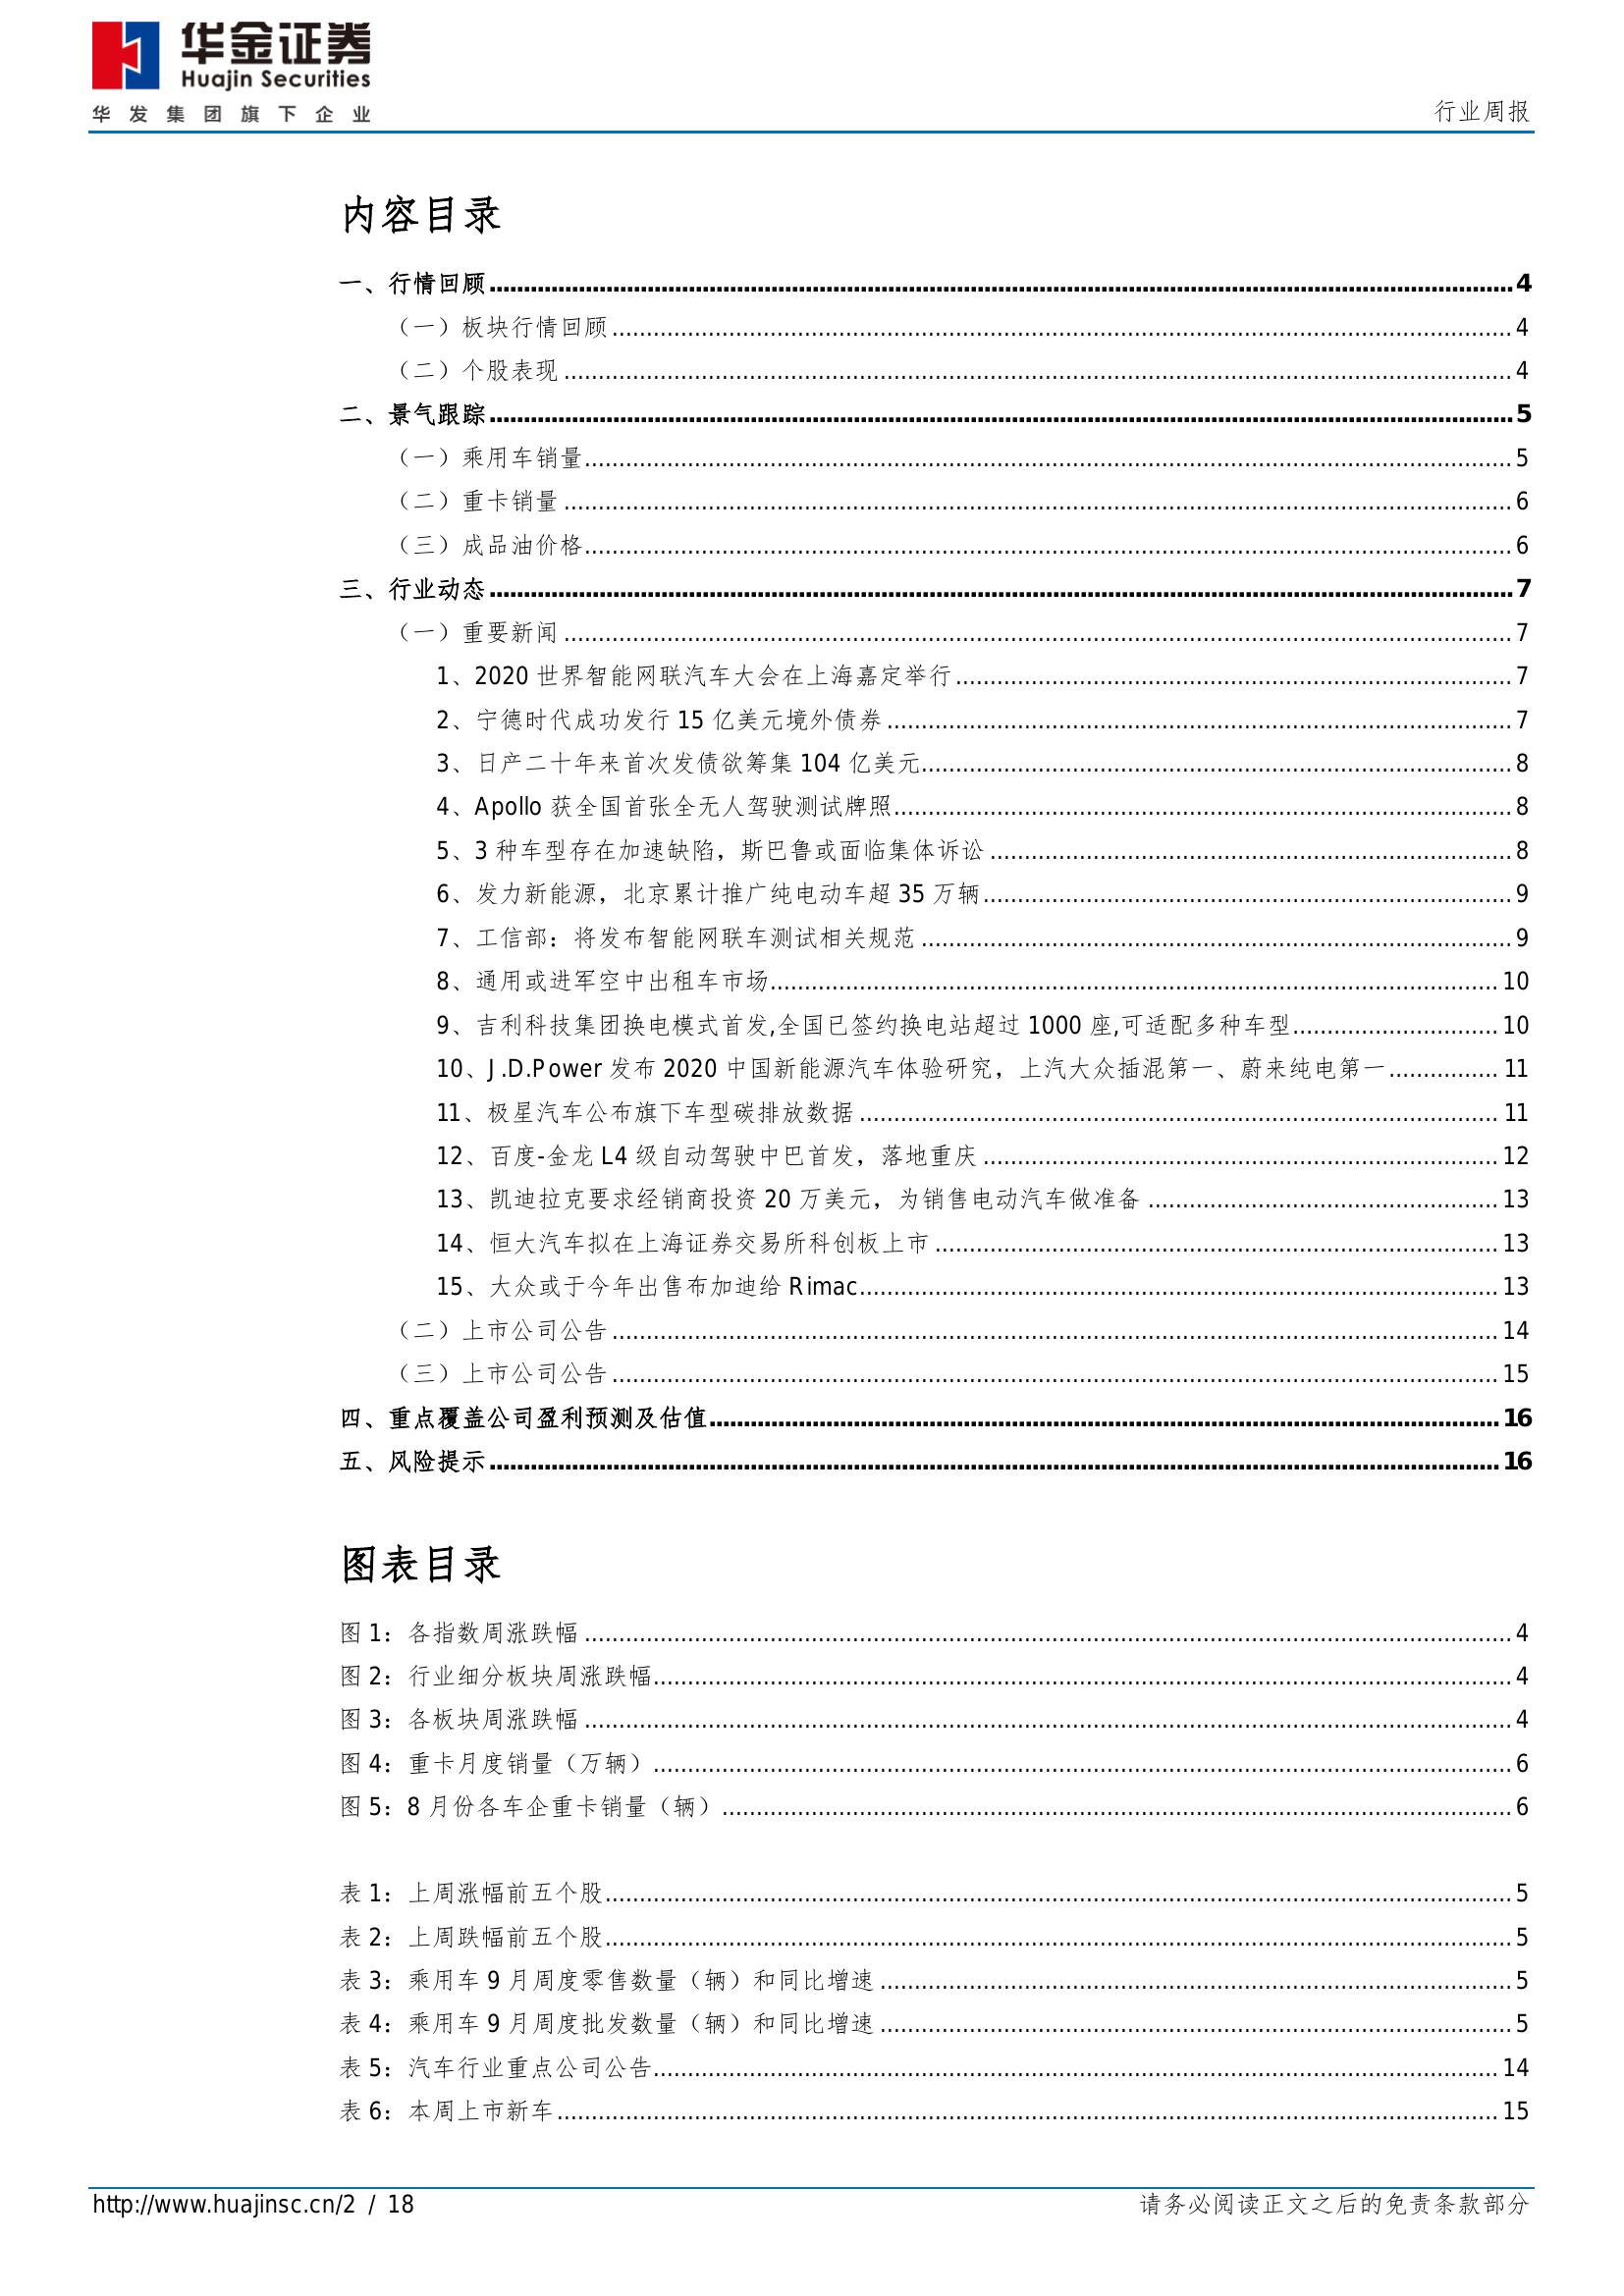 华金证券
Huajin Securities
华发集团旗下企业
行业周报
内容目录
一、行情回顾........4
（一）板块行情回顾........4
（二）个股表现........4
二、景气跟踪........5
（一）乘用车销量........5
（二）重卡销量........6
（三）成品油价格........6
三、行业动态........7
（一）重要新闻........7
1、2020 世界智能网联汽车大会在上海嘉定举行........7
2、宁德时代成功发行 15 亿美元境外债券........7
3、日产二十年来首次发债欲筹集 104 亿美元........8
4、Apollo 获全国首张全无人驾驶测试牌照........8
5、3 种车型存在加速缺陷，斯巴鲁或面临集体诉讼........8
6、发力新能源，北京累计推广纯电动车超 35 万辆........9
7、工信部：将发布智能网联车测试相关规范........9
8、通用或进军空中出租车市场........10
9、吉利科技集团换电模式首发,全国已签约换电站超过 1000 座,可适配多种车型........10
10、J.D.Power 发布 2020 中国新能源汽车体验研究，上汽大众插混第一、蔚来纯电第一........11
11、极星汽车公布旗下车型碳排放数据........11
12、百度-金龙 L4 级自动驾驶中巴首发，落地重庆........12
13、凯迪拉克要求经销商投资 20 万美元，为销售电动汽车做准备........13
14、恒大汽车拟在上海证券交易所科创板上市........13
15、大众或于今年出售布加迪给 Rimac........13
（二）上市公司公告........14
（三）上市公司公告........15
四、重点覆盖公司盈利预测及估值........16
五、风险提示........16
图表目录
图 1：各指数周涨跌幅........4
图 2：行业细分板块周涨跌幅........4
图 3：各板块周涨跌幅........4
图 4：重卡月度销量（万辆）........6
图 5：8 月份各车企重卡销量（辆）........6
表 1：上周涨幅前五个股........5
表 2：上周跌幅前五个股........5
表 3：乘用车 9 月周度零售数量（辆）和同比增速........5
表 4：乘用车 9 月周度批发数量（辆）和同比增速........5
表 5：汽车行业重点公司公告........14
表 6：本周上市新车........15
http://www.huajinsc.cn/2 / 18
请务必阅读正文之后的免责条款部分